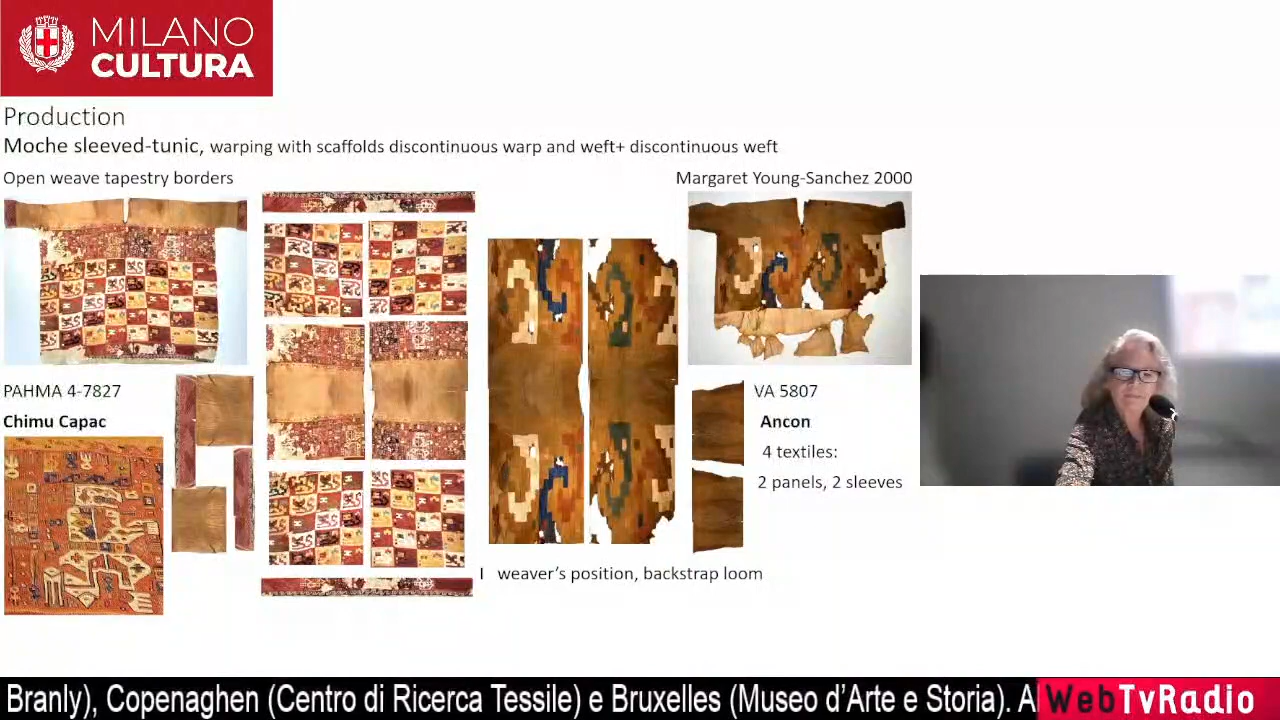 MILANO
CULTURA
Production
Moche sleeved-tunic, warping with scaffolds discontinuous warp and weft+ discontinuous weft
Open weave tapestry borders
Margaret Young-Sanchez 2000
PAHMA 4-7827
Chimu Capac
VA 5807
Ancon
4 textiles:
2 panels, 2 sleeves
I weaver's position, backstrap loom
Branly), Copenaghen (Centro di Ricerca Tessile) e Bruxelles (Museo d'Arte e Storia). A
WebTvRadio